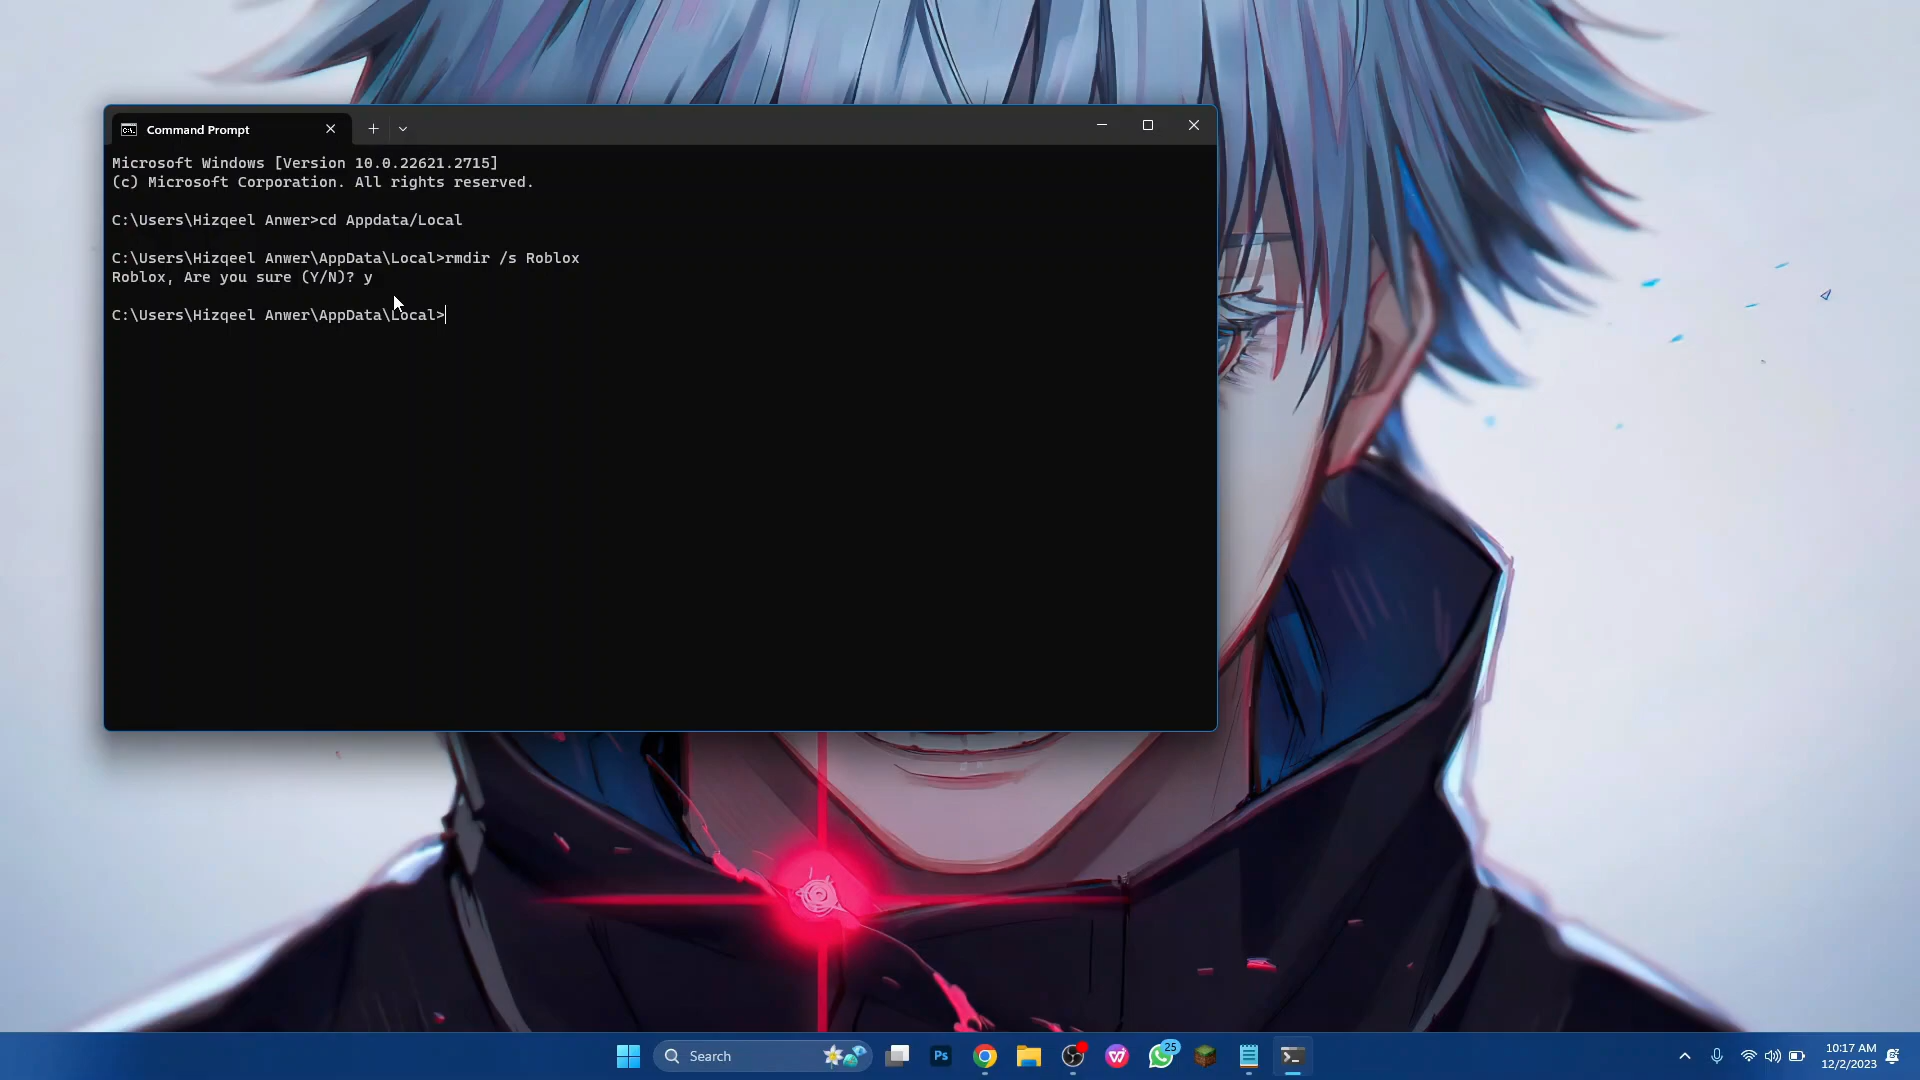 Command Prompt
Microsoft Windows [Version 10.0.22621.2715]
(c) Microsoft Corporation. All rights reserved.
C:\Users\Hizqeel Anwer>cd Appdata/Local
C:\Users\Hizqeel Anwer\AppData\Local>rmdir /s Roblox
Roblox, Are you sure (Y/N)? y
C:\Users\Hizqeel Anwer\AppData\Local>
Search
Ps
25
10:17 AM
12/2/2023